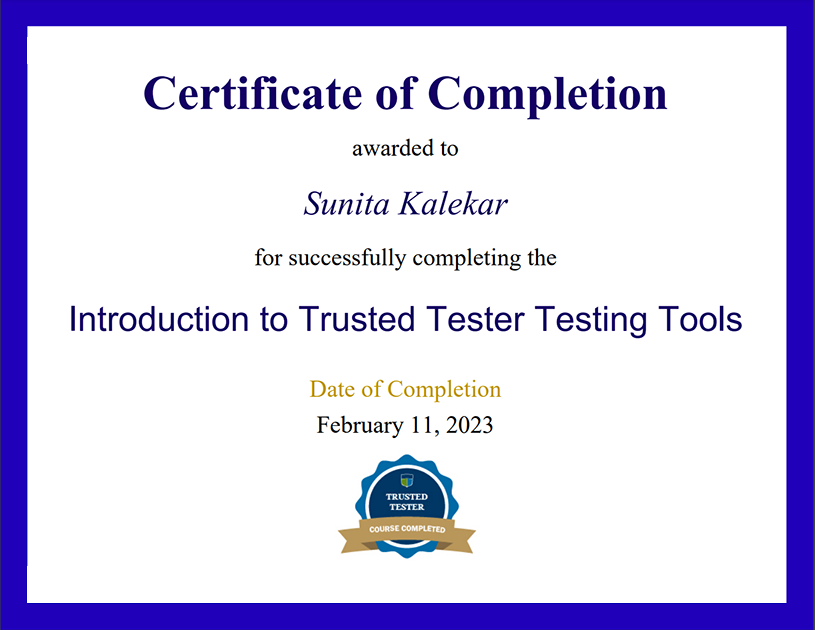 Certificate of Completion
awarded to
Sunita Kalekar
for successfully completing the
Introduction to Trusted Tester Testing Tools
Date of Completion
February 11, 2023
TRUSTED
TESTER
COURSE COMPLETED